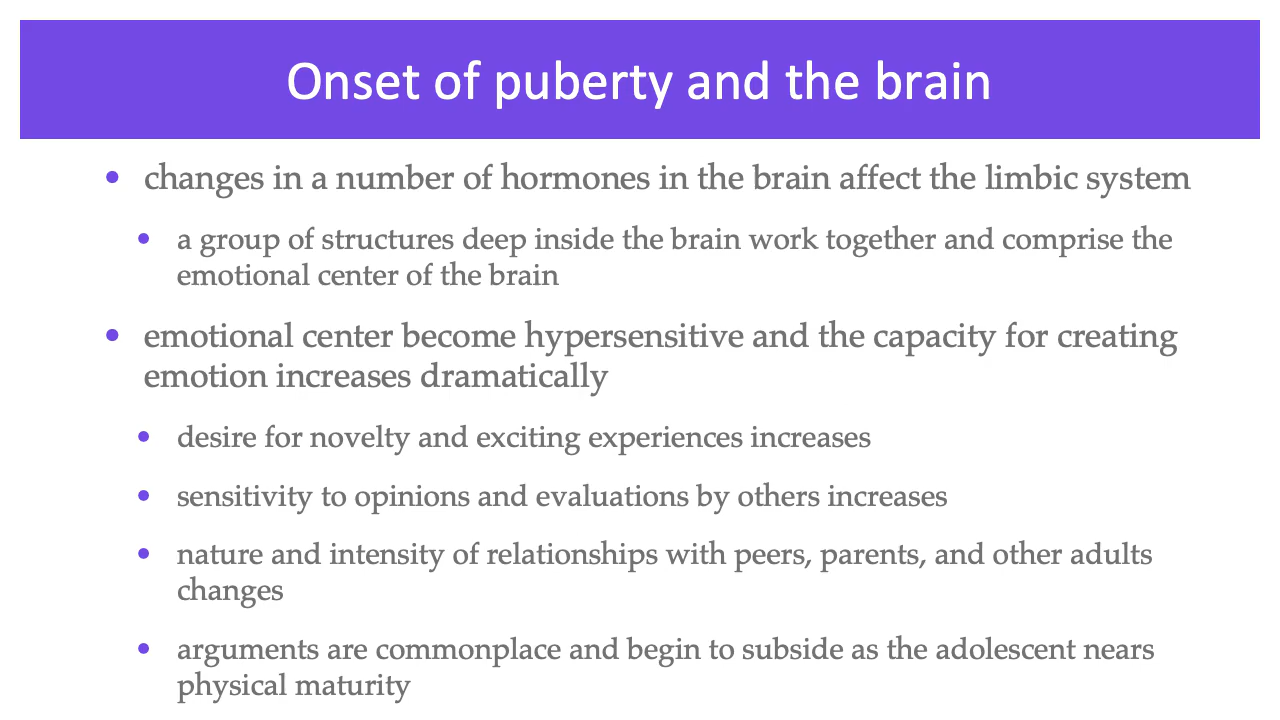 Onset of puberty and the brain
• changes in a number of hormones in the brain affect the limbic system
• a group of structures deep inside the brain work together and comprise the
emotional center of the brain
• emotional center become hypersensitive and the capacity for creating
emotion increases dramatically
• desire for novelty and exciting experiences increases
• sensitivity to opinions and evaluations by others increases
• nature and intensity of relationships with peers, parents, and other adults
changes
• arguments are commonplace and begin to subside as the adolescent nears
physical maturity